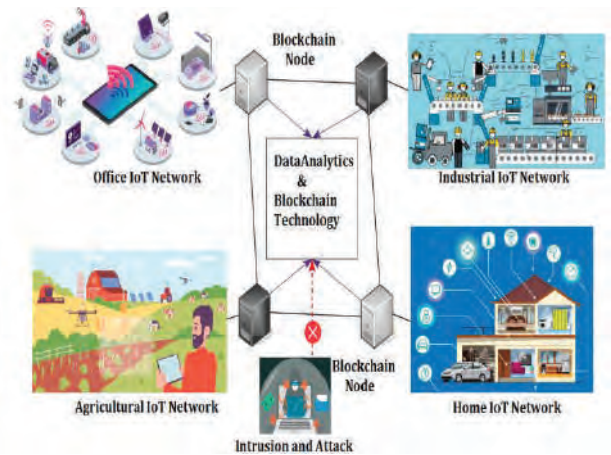 Blockchain
Node
Office IoT Network
Industrial IoT Network
DataAnalytics
&
Blockchain
Technology
Agricultural IoT Network
Blockchain
Node
Home IoT Network
Intrusion and Attack